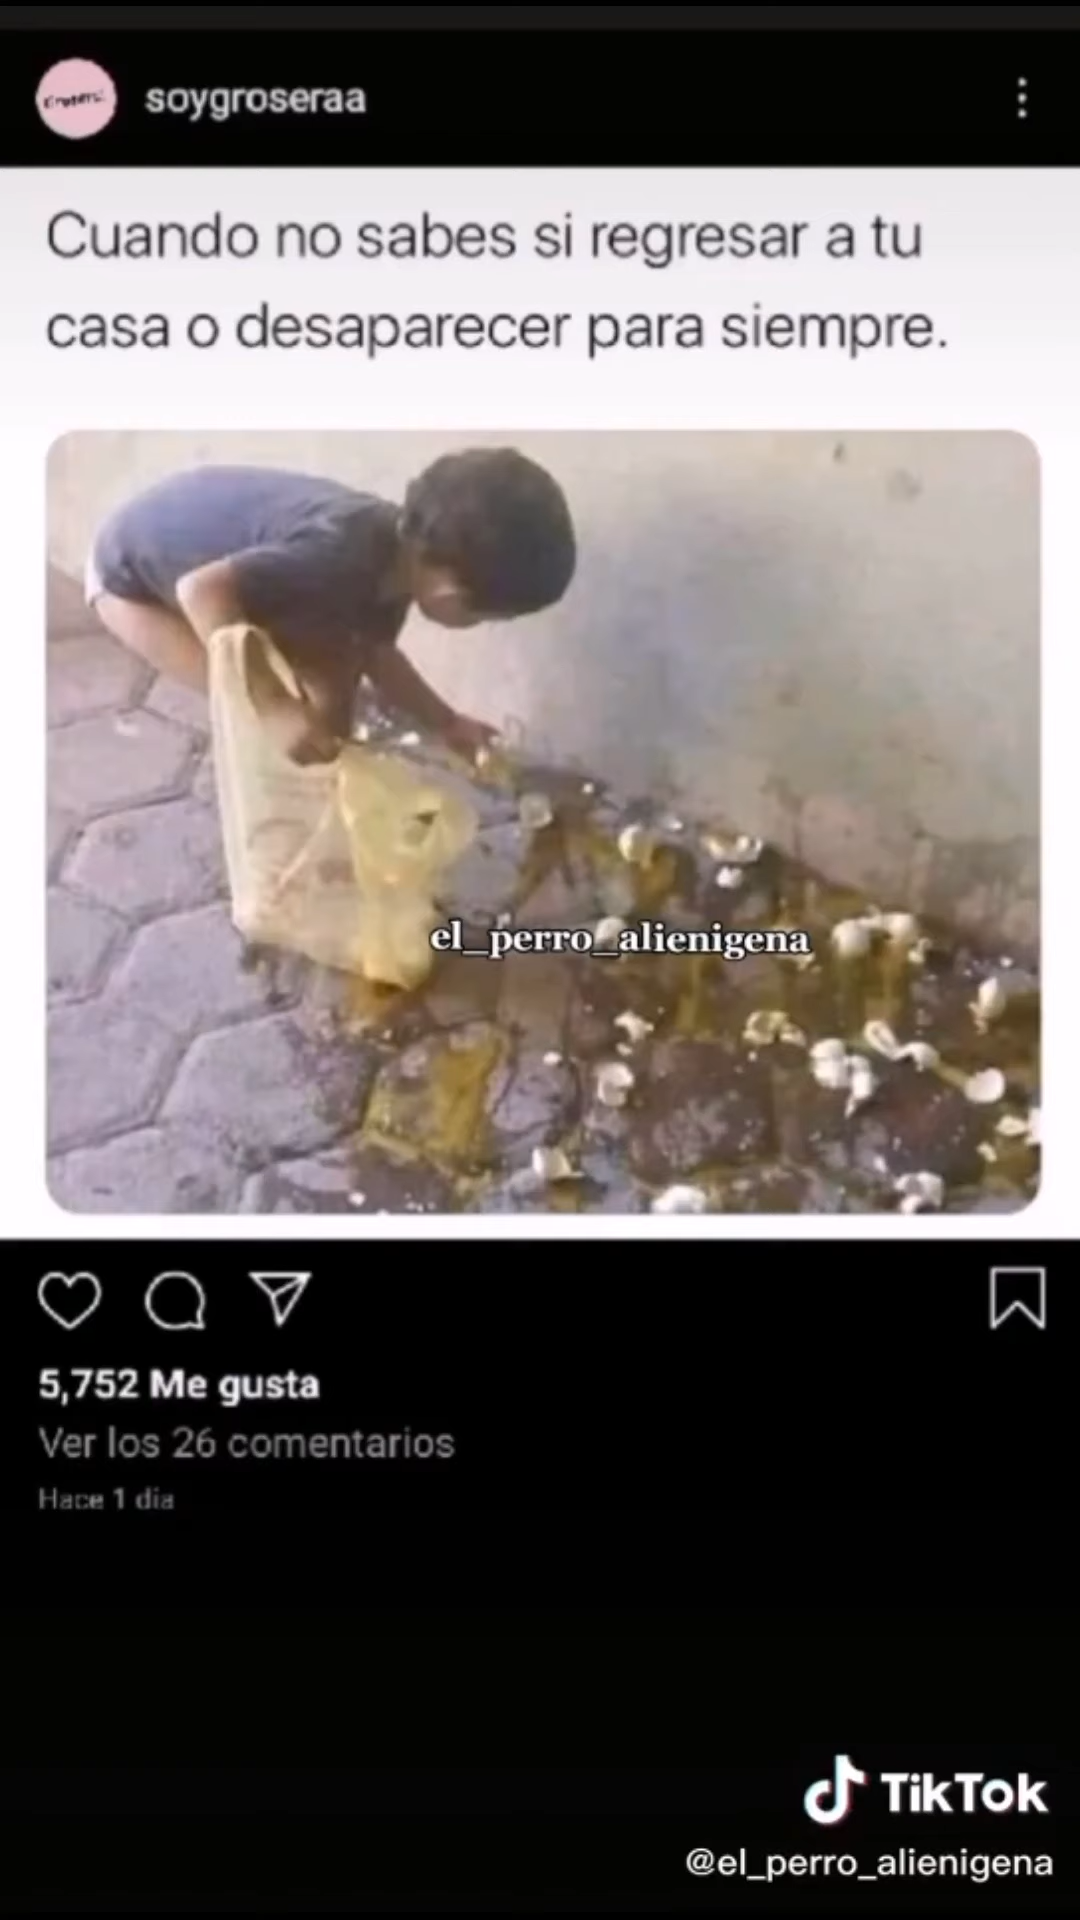 soygroseraa
Cuando no sabes si regresar a tu
casa o desaparecer para siempre.
el_perro_alienigena
5,752 Me gusta
Ver los 26 comentarios
Hace 1 dia
TikTok
@el_perro_alienigena